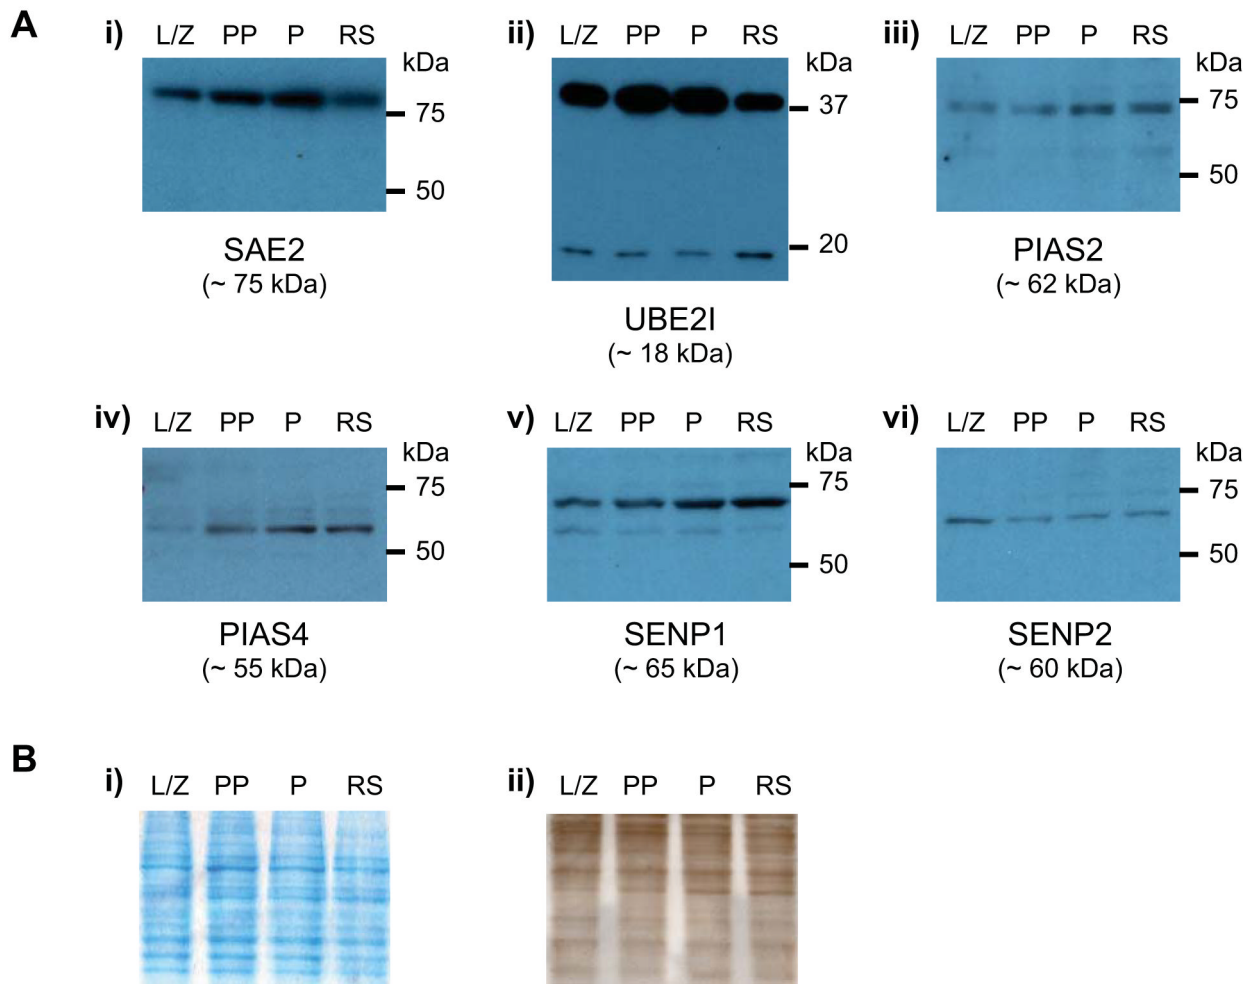 A
i) L/Z PP P RS
kDa
75
50
SAE2
(~ 75 kDa)
ii) L/Z PP P RS
kDa
37
20
UBE2I
(~ 18 kDa)
iii) L/Z PP P RS
kDa
75
50
PIAS2
(~ 62 kDa)
iv) L/Z PP P RS
kDa
75
50
PIAS4
(~ 55 kDa)
v) L/Z PP P RS
kDa
75
50
SENP1
(~ 65 kDa)
vi) L/Z PP P RS
kDa
75
50
SENP2
(~ 60 kDa)
B
i) L/Z PP P RS
ii) L/Z PP P RS